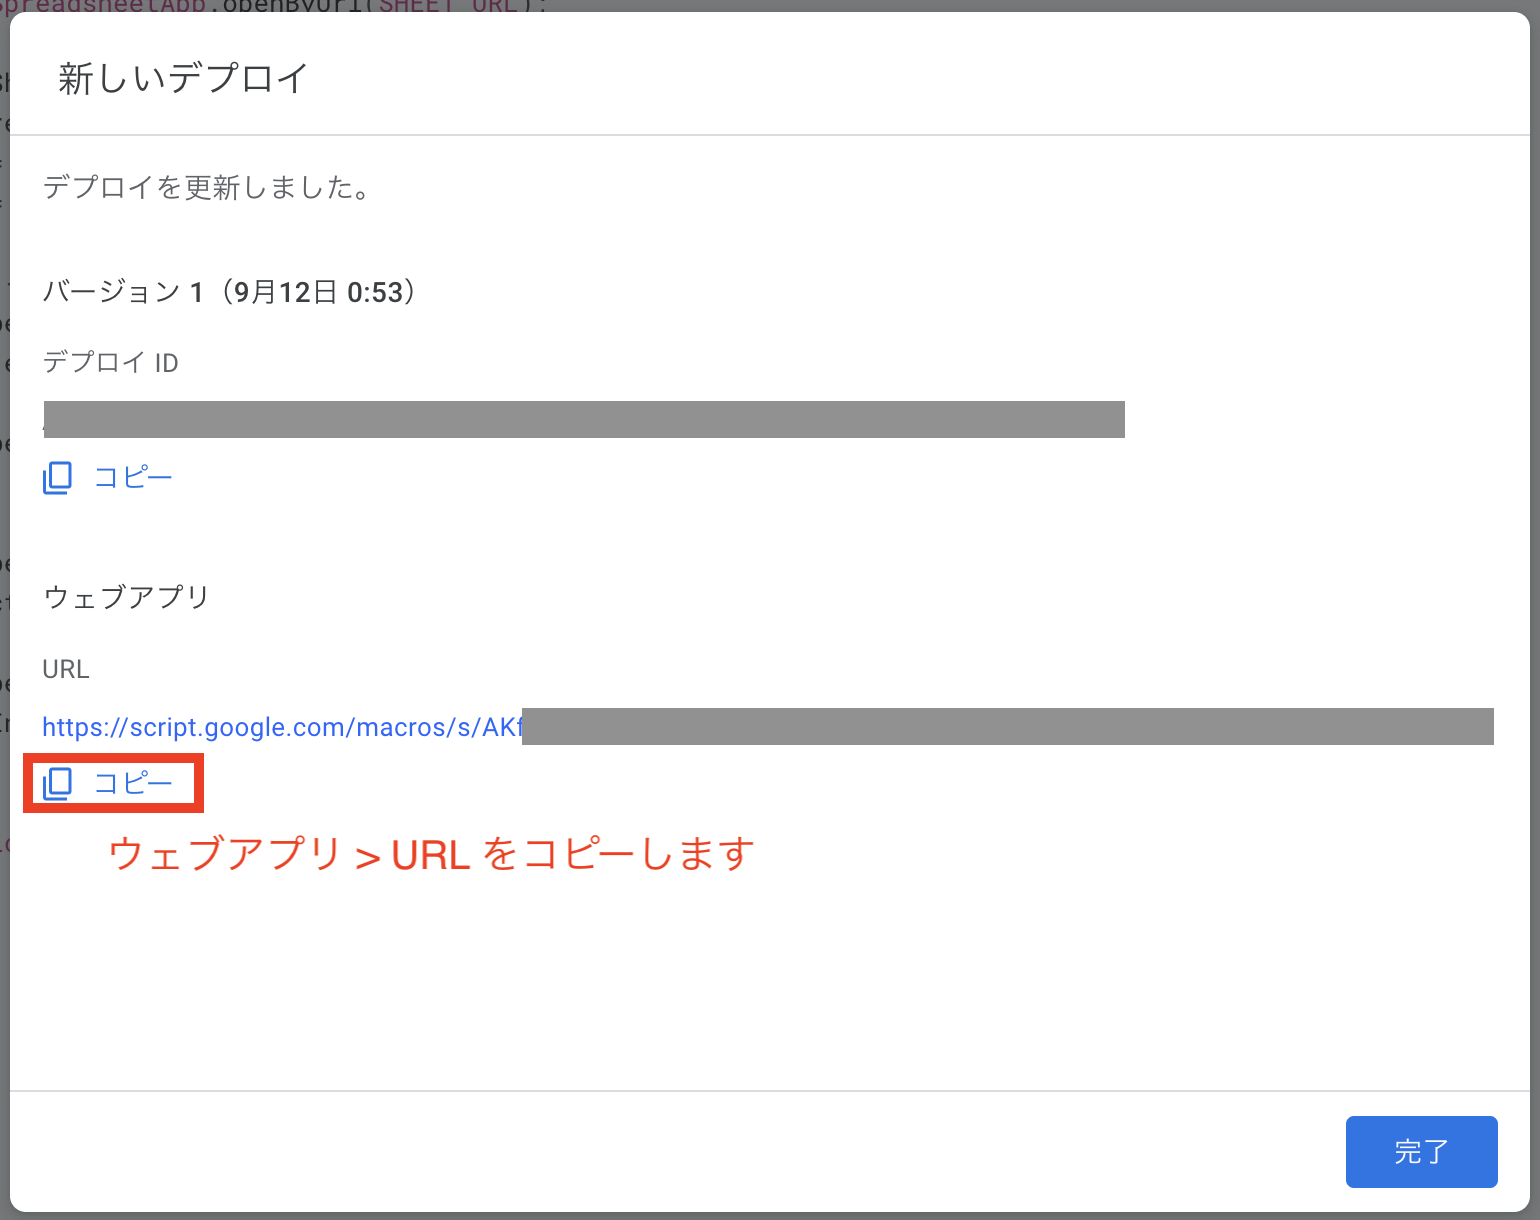 SpreadsheetApp.openByUrl(SHEET_URL);
新しいデプロイ
デプロイを更新しました。
バージョン 1（9月12日 0:53）
デプロイ ID
コピー
ウェブアプリ
URL
https://script.google.com/macros/s/AKf
コピー
ウェブアプリ > URL をコピーします
完了